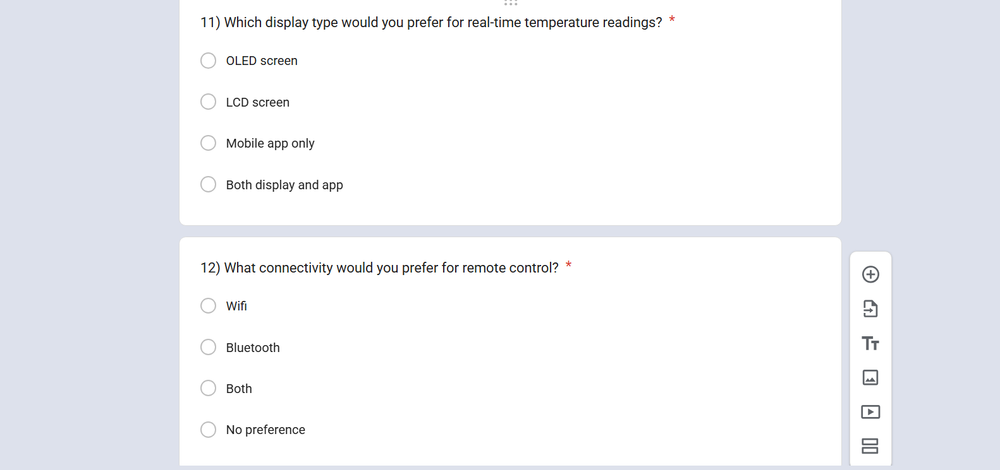 11) Which display type would you prefer for real-time temperature readings? *
OLED screen
LCD screen
Mobile app only
Both display and app
12) What connectivity would you prefer for remote control? *
Wifi
Bluetooth
Both
No preference